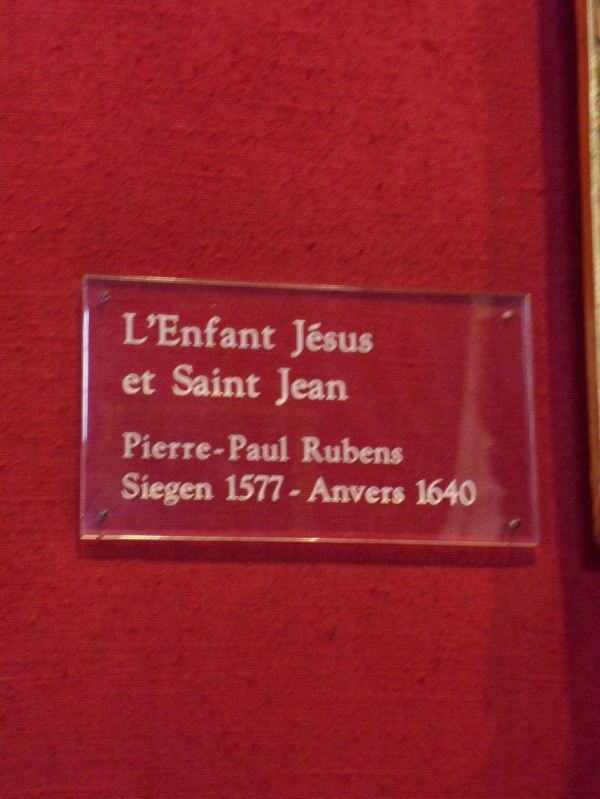 L'Enfant Jésus
et Saint Jean
Pierre-Paul Rubens
Siegen 1577 - Anvers 1640